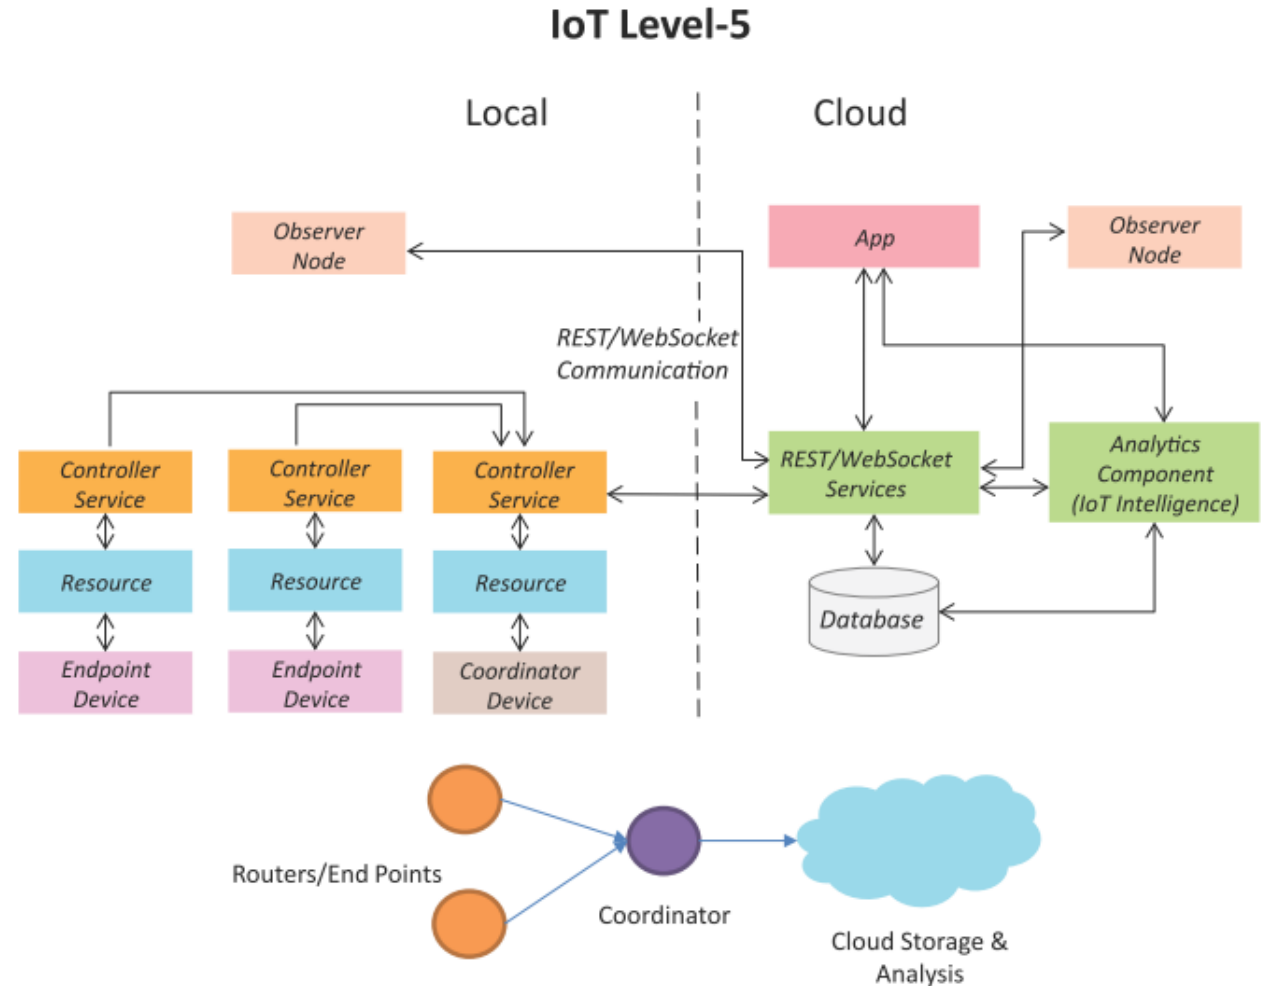 IoT Level-5
Local
Cloud
Observer
Node
App
Observer
Node
REST/WebSocket
Communication
Controller
Service
Controller
Service
Controller
Service
REST/WebSocket
Services
Analytics
Component
(IoT Intelligence)
Resource
Resource
Resource
Database
Endpoint
Device
Endpoint
Device
Coordinator
Device
Routers/End Points
Coordinator
Cloud Storage &
Analysis